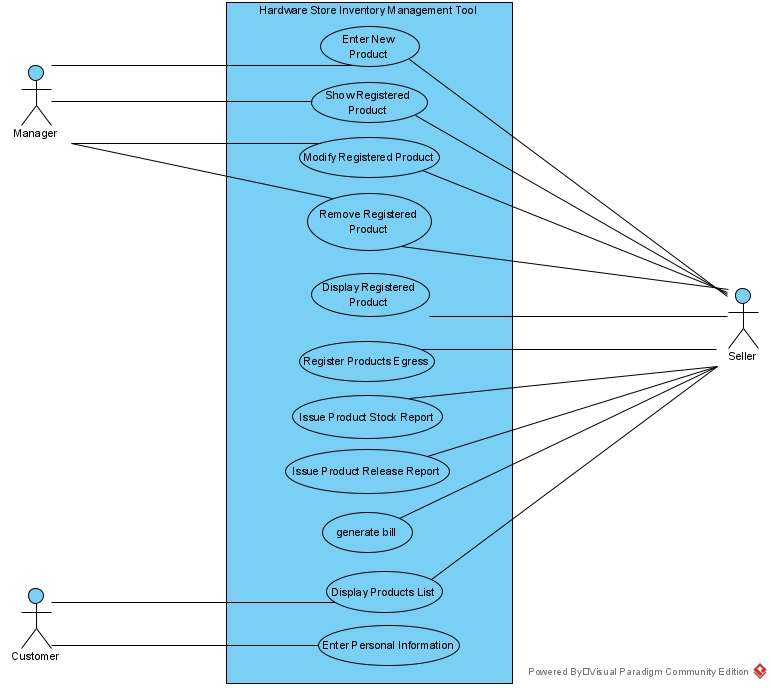 Hardware Store Inventory Management Tool
Enter New
Product
Show Registered
Product
Manager
Modify Registered Product
Remove Registered
Product
Display Registered
Product
Seller
Register Products Egress
Issue Product Stock Report
Issue Product Release Report
generate bill
Display Products List
Customer
Enter Personal Information
Powered By□Visual Paradigm Community Edition